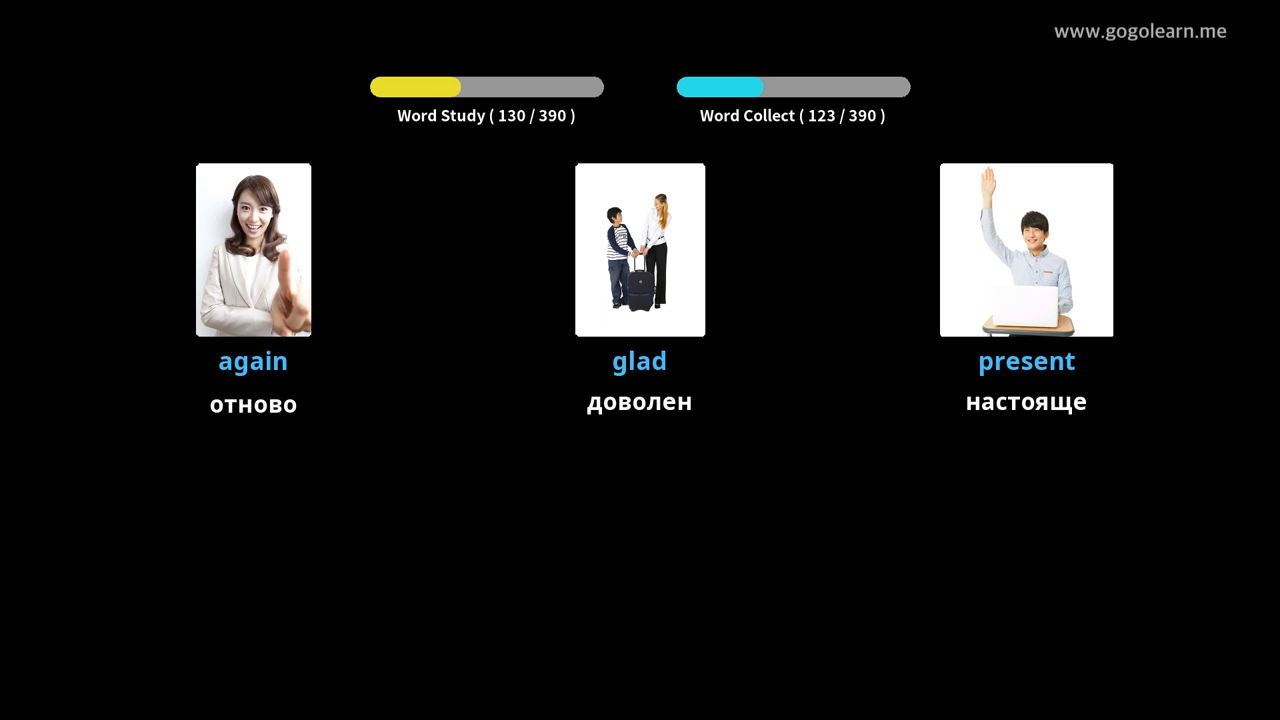 www.gogolearn.me
Word Study ( 130 / 390 )
Word Collect ( 123 / 390 )
again
glad
present
отново
доволен
настояще